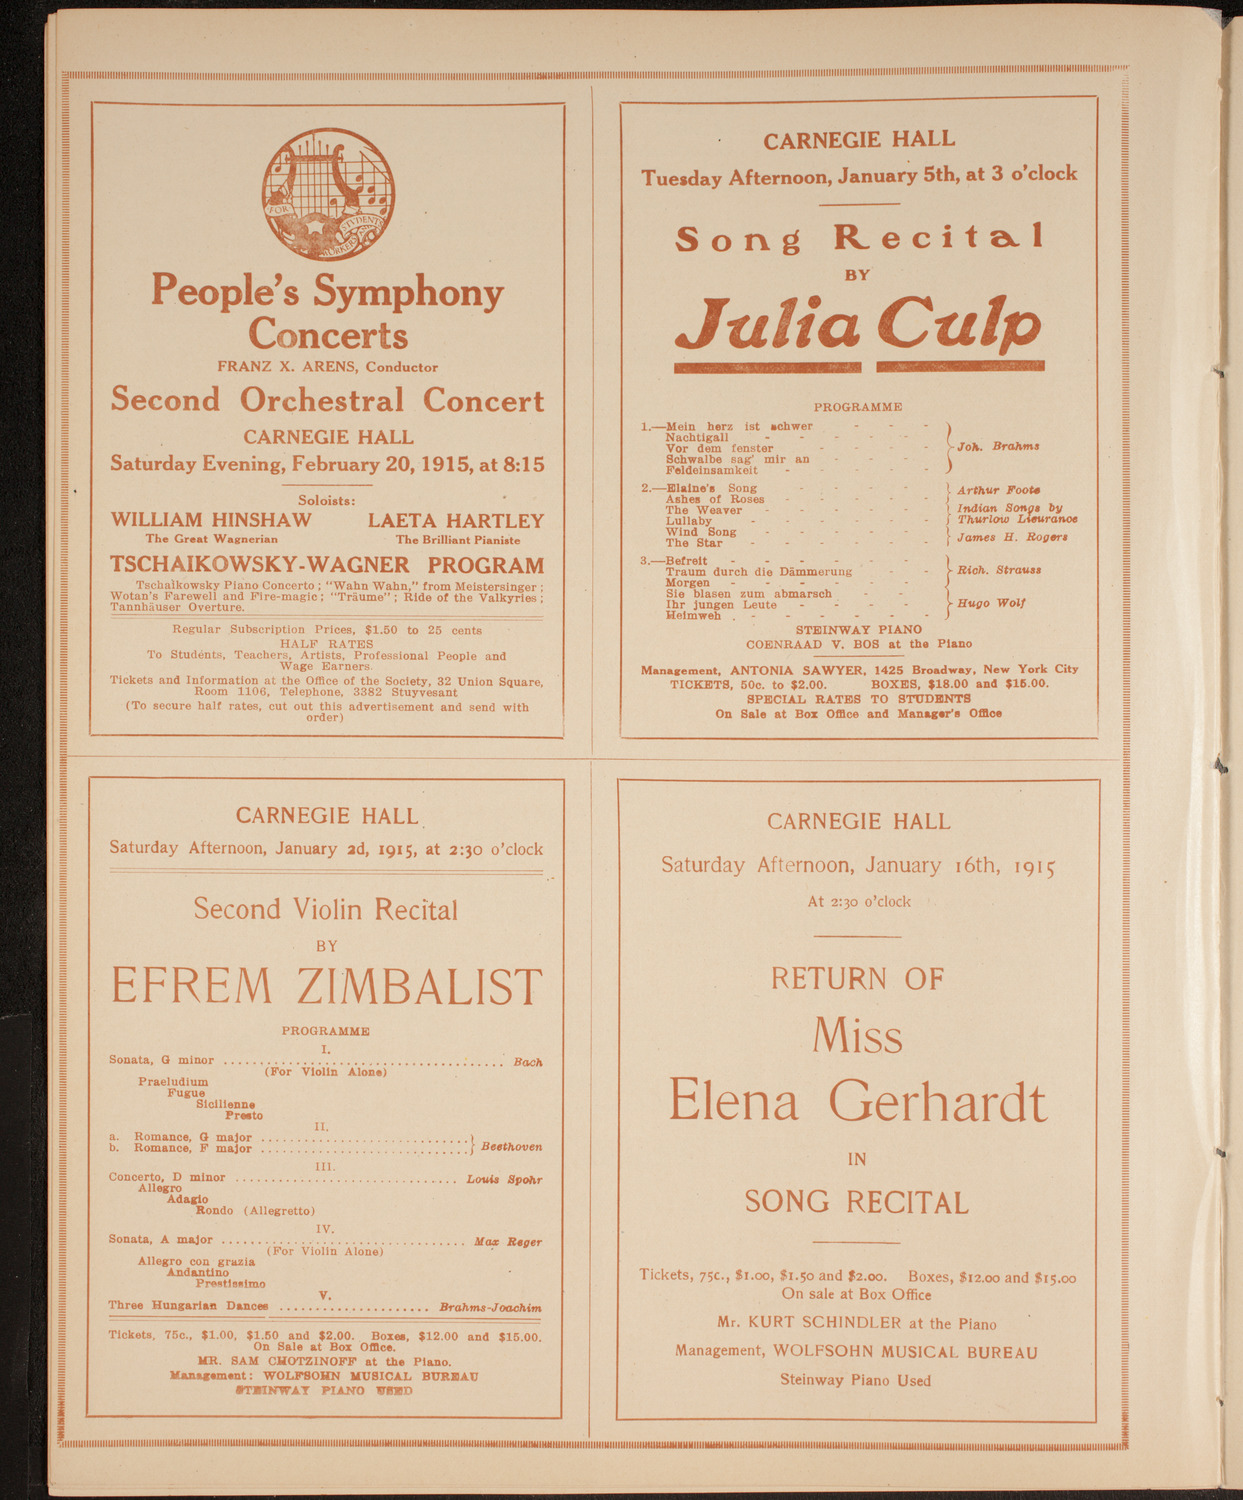 FOR
STUDENTS
WORKERS
People's Symphony
Concerts
FRANZ X. ARENS, Conductor
Second Orchestral Concert
CARNEGIE HALL
Saturday Evening, February 20, 1915, at 8:15
Soloists:
WILLIAM HINSHAW LAETA HARTLEY
The Great Wagnerian The Brilliant Pianiste
TSCHAIKOWSKY-WAGNER PROGRAM
Tschaikowsky Piano Concerto; "Wahn Wahn," from Meistersinger;
Wotan's Farewell and Fire-magic; "Träume"; Ride of the Valkyries;
Tannhäuser Overture.
Regular Subscription Prices, $1.50 to 25 cents
HALF RATES
To Students, Teachers, Artists, Professional People and
Wage Earners.
Tickets and Information at the Office of the Society, 32 Union Square,
Room 1106, Telephone, 3382 Stuyvesant
(To secure half rates, cut out this advertisement and send with
order)
CARNEGIE HALL
Tuesday Afternoon, January 5th, at 3 o'clock
Song Recital
BY
Julia Culp
PROGRAMME
1.—Mein herz ist schwer - - -
Nachtigall - - - - - -
Vor dem fenster - - - - -
Schwalbe sag' mir an - - - -
Feldeinsamkeit - - - - -
Joh. Brahms
2.—Elaine's Song - - - -
Ashes of Roses - - - - -
Arthur Foote
The Weaver - - - - - -
Lullaby - - - - - -
Indian Songs by
Thurlow Lieurance
Wind Song - - - - - -
The Star - - - - - -
James H. Rogers
3.—Befreit - - - - - -
Traum durch die Dämmerung - - -
Morgen - - - - - -
Rich. Strauss
Sie blasen zum abmarsch - - -
Ihr jungen Leute - - - - -
Heimweh - - - - - -
Hugo Wolf
STEINWAY PIANO
COENRAAD V. BOS at the Piano
Management, ANTONIA SAWYER, 1425 Broadway, New York City
TICKETS, 50c. to $2.00. BOXES, $18.00 and $15.00.
SPECIAL RATES TO STUDENTS
On Sale at Box Office and Manager's Office
CARNEGIE HALL
Saturday Afternoon, January 2d, 1915, at 2:30 o'clock
Second Violin Recital
BY
EFREM ZIMBALIST
PROGRAMME
I.
Sonata, G minor ........................................ Bach
(For Violin Alone)
Praeludium
Fugue
Sicilienne
Presto
II.
a. Romance, G major ..............................
b. Romance, F major ..............................
Beethoven
III.
Concerto, D minor ................................ Louis Spohr
Allegro
Adagio
Rondo (Allegretto)
IV.
Sonata, A major ................................... Max Reger
(For Violin Alone)
Allegro con grazia
Andantino
Prestissimo
V.
Three Hungarian Dances ..................... Brahms-Joachim
Tickets, 75c., $1.00, $1.50 and $2.00. Boxes, $12.00 and $15.00.
On Sale at Box Office.
MR. SAM CHOTZINOFF at the Piano.
Management: WOLFSOHN MUSICAL BUREAU
STEINWAY PIANO USED
CARNEGIE HALL
Saturday Afternoon, January 16th, 1915
At 2:30 o'clock
RETURN OF
Miss
Elena Gerhardt
IN
SONG RECITAL
Tickets, 75c., $1.00, $1.50 and $2.00. Boxes, $12.00 and $15.00
On sale at Box Office
Mr. KURT SCHINDLER at the Piano
Management, WOLFSOHN MUSICAL BUREAU
Steinway Piano Used